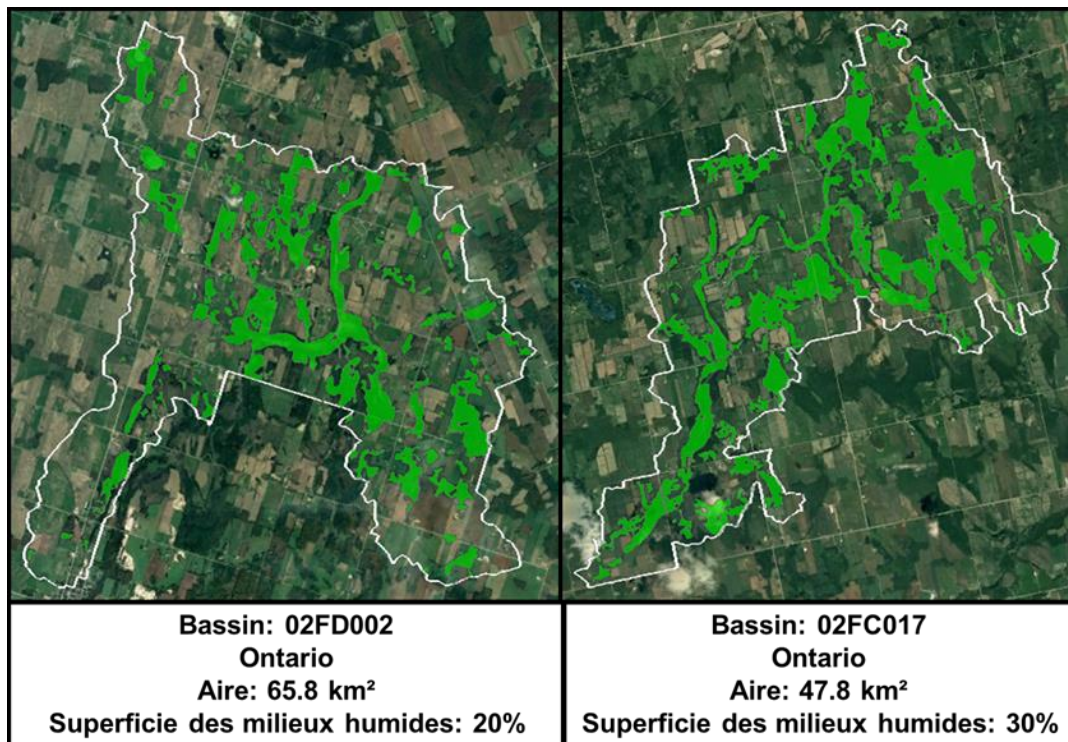 Bassin: 02FD002
Ontario
Aire: 65.8 km²
Superficie des milieux humides: 20%
Bassin: 02FC017
Ontario
Aire: 47.8 km²
Superficie des milieux humides: 30%